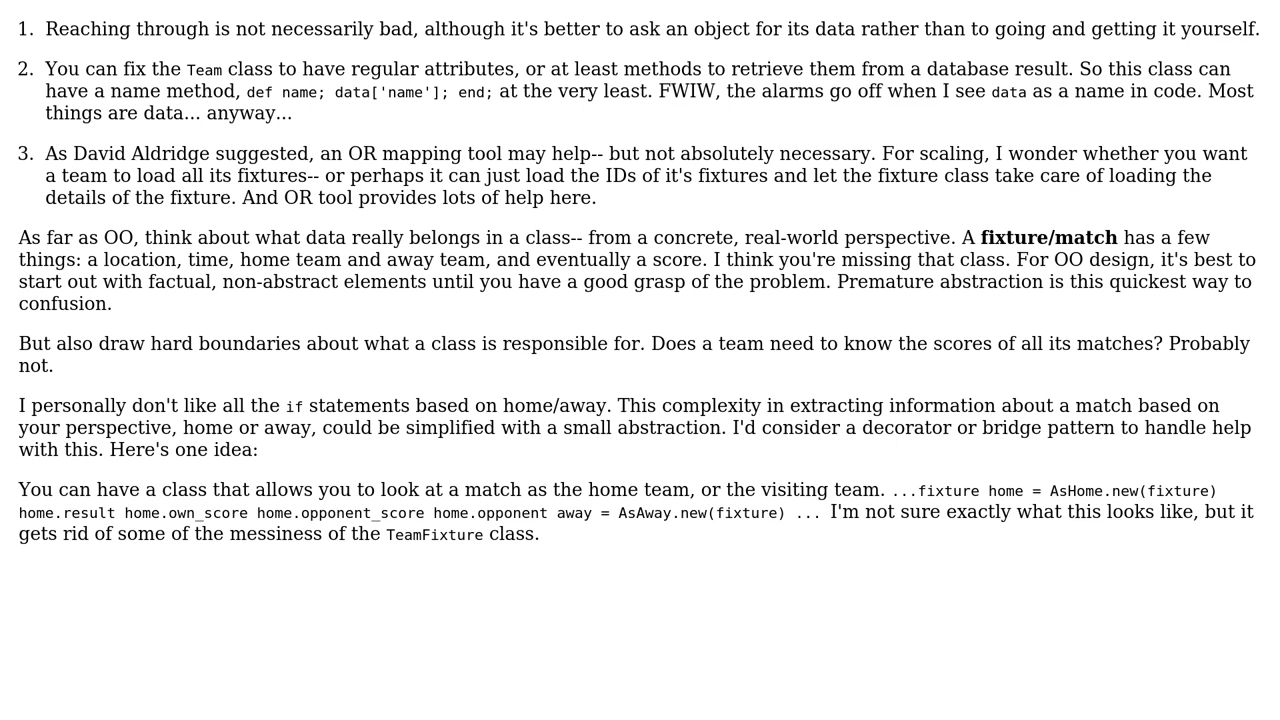 1. Reaching through is not necessarily bad, although it's better to ask an object for its data rather than to going and getting it yourself.
2. You can fix the Team class to have regular attributes, or at least methods to retrieve them from a database result. So this class can
have a name method, def name; data['name']; end; at the very least. FWIW, the alarms go off when I see data as a name in code. Most
things are data... anyway...
3. As David Aldridge suggested, an OR mapping tool may help-- but not absolutely necessary. For scaling, I wonder whether you want
a team to load all its fixtures-- or perhaps it can just load the IDs of it's fixtures and let the fixture class take care of loading the
details of the fixture. And OR tool provides lots of help here.
As far as OO, think about what data really belongs in a class-- from a concrete, real-world perspective. A fixture/match has a few
things: a location, time, home team and away team, and eventually a score. I think you're missing that class. For OO design, it's best to
start out with factual, non-abstract elements until you have a good grasp of the problem. Premature abstraction is this quickest way to
confusion.
But also draw hard boundaries about what a class is responsible for. Does a team need to know the scores of all its matches? Probably
not.
I personally don't like all the if statements based on home/away. This complexity in extracting information about a match based on
your perspective, home or away, could be simplified with a small abstraction. I'd consider a decorator or bridge pattern to handle help
with this. Here's one idea:
You can have a class that allows you to look at a match as the home team, or the visiting team. ...fixture home = AsHome.new(fixture)
home.result home.own_score home.opponent_score home.opponent away = AsAway.new(fixture) ... I'm not sure exactly what this looks like, but it
gets rid of some of the messiness of the TeamFixture class.